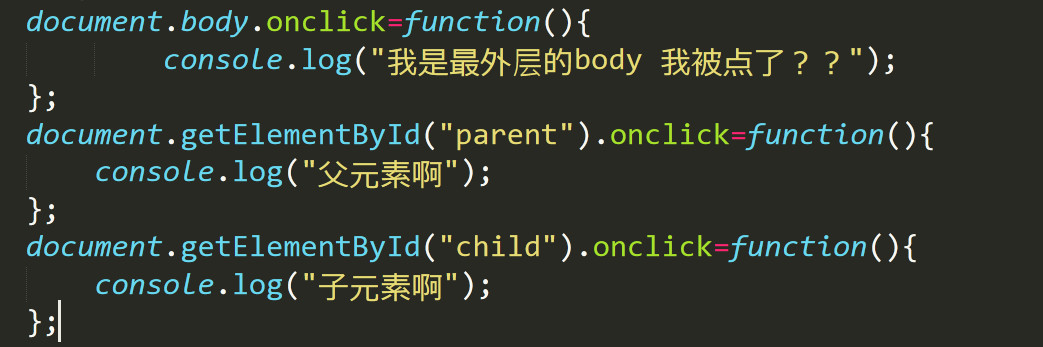 document.body.onclick=function(){
console.log("我是最外层的body 我被点了？？");
};
document.getElementById("parent").onclick=function(){
console.log("父元素啊");
};
document.getElementById("child").onclick=function(){
console.log("子元素啊");
};